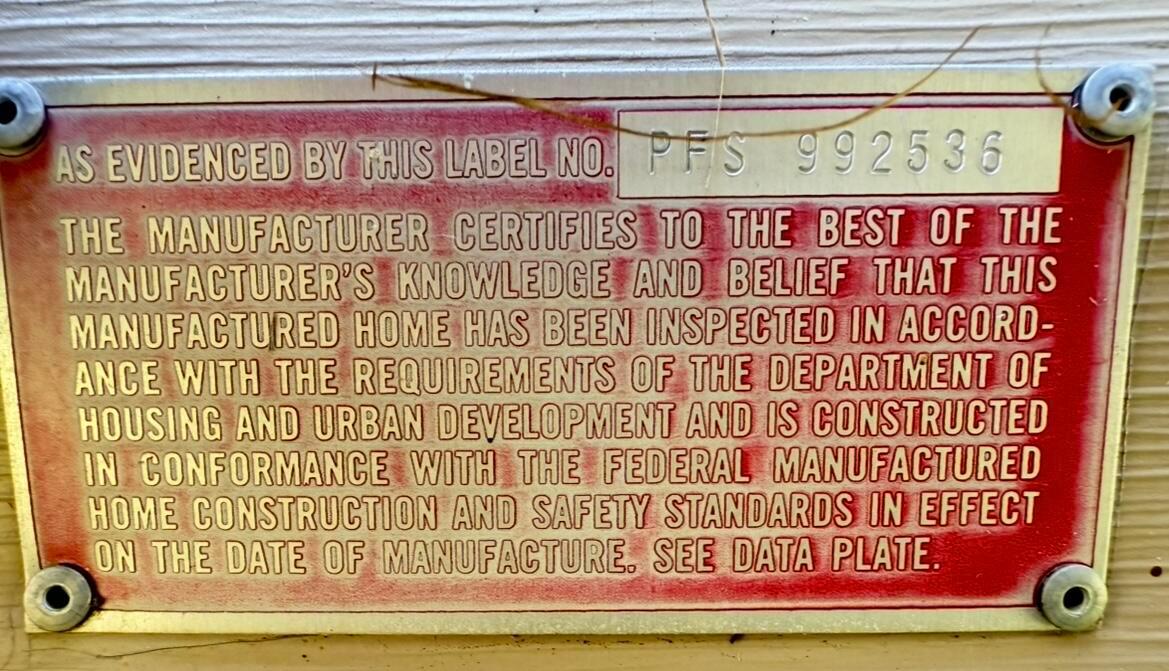 AS EVIDENCED BY THIS LABEL NO. PFS 992536
THE MANUFACTURER CERTIFIES TO THE BEST OF THE
MANUFACTURER'S KNOWLEDGE AND BELIEF THAT THIS
MANUFACTURED HOME HAS BEEN INSPECTED IN ACCORD-
ANCE WITH THE REQUIREMENTS OF THE DEPARTMENT OF
HOUSING AND URBAN DEVELOPMENT AND IS CONSTRUCTED
IN CONFORMANCE WITH THE FEDERAL MANUFACTURED
HOME CONSTRUCTION AND SAFETY STANDARDS IN EFFECT
ON THE DATE OF MANUFACTURE. SEE DATA PLATE.